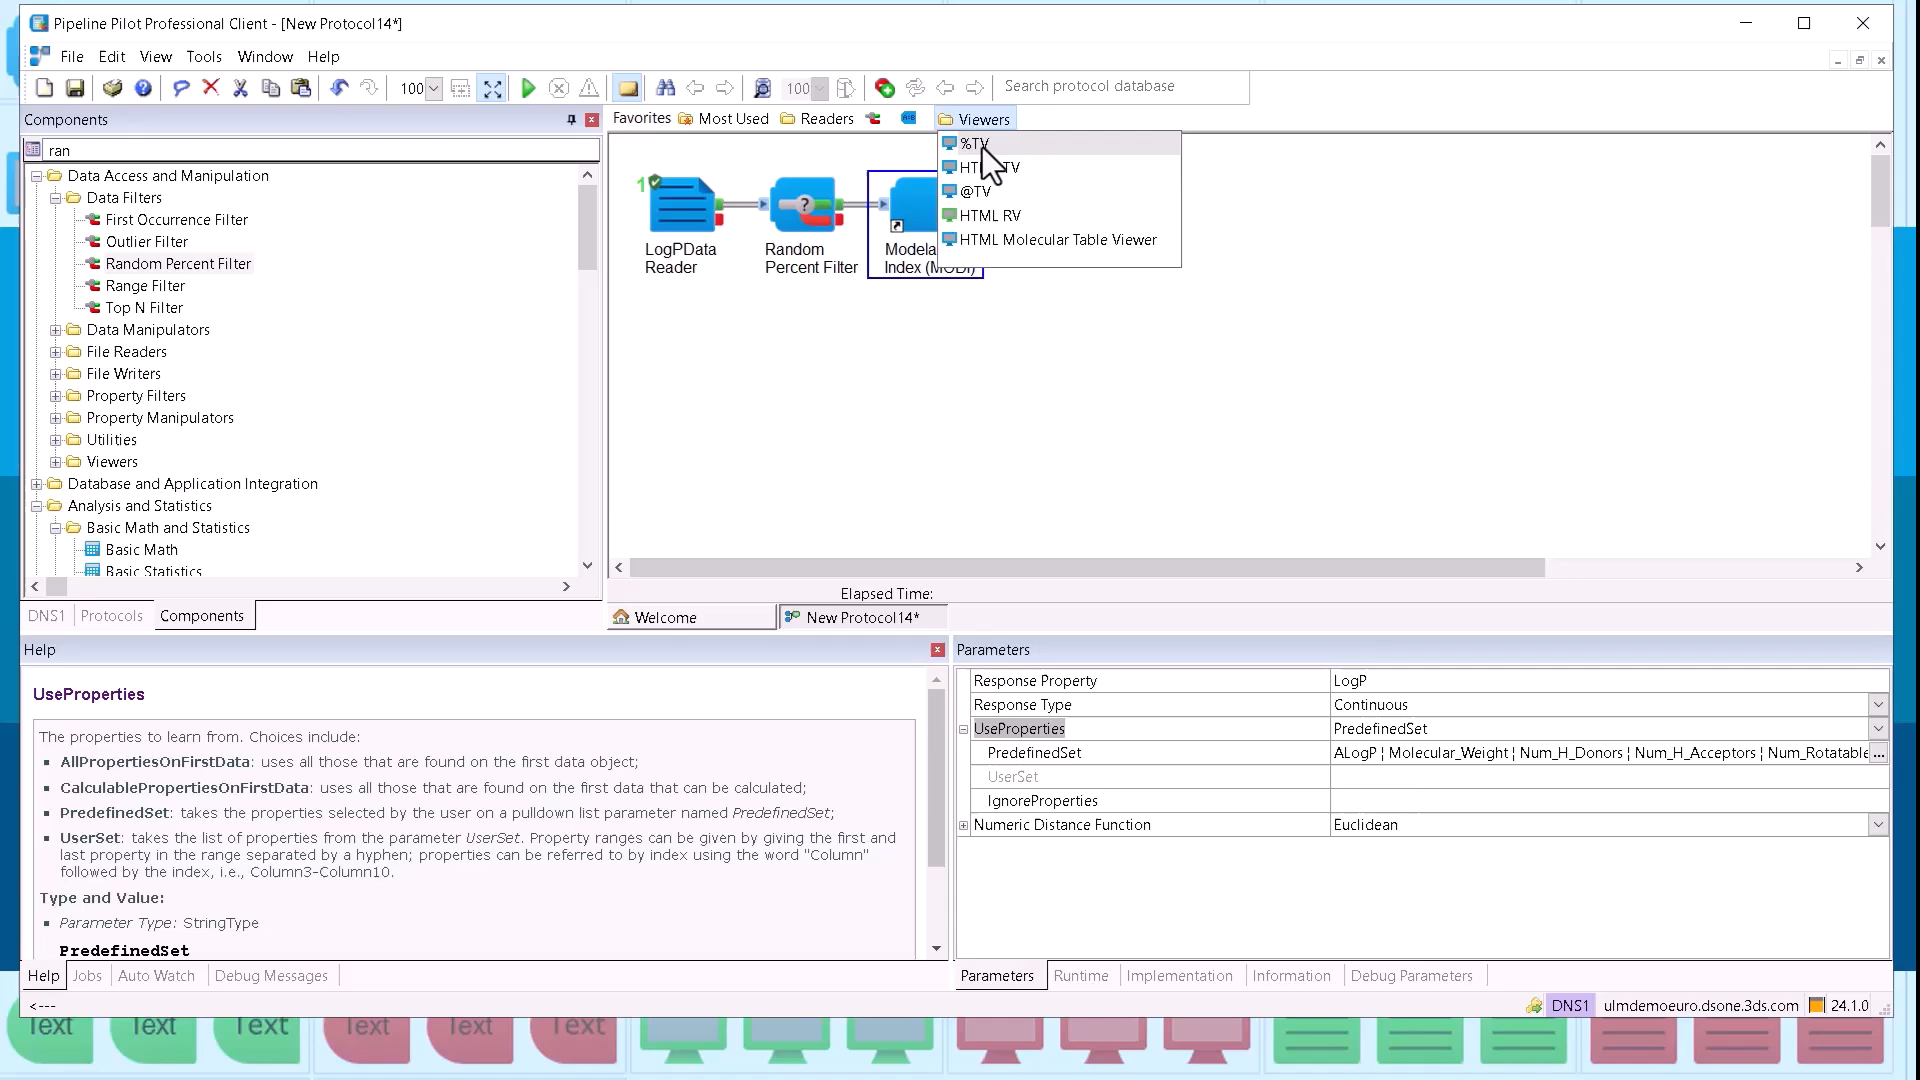 Pipeline Pilot Professional Client - [New Protocol14*]
File Edit View Tools Window Help
100 100 Search protocol database
Components
ran
Data Access and Manipulation
Data Filters
First Occurrence Filter
Outlier Filter
Random Percent Filter
Range Filter
Top N Filter
Data Manipulators
File Readers
File Writers
Property Filters
Property Manipulators
Utilities
Viewers
Database and Application Integration
Analysis and Statistics
Basic Math and Statistics
Basic Math
Basic Statistics
DNS1 Protocols Components
Favorites Most Used Readers Viewers
%TV
@TV
HTML RV
HTML Molecular Table Viewer
1
LogPData
Reader
Random
Percent Filter
Index (MODI)
Elapsed Time:
Welcome New Protocol14*
Help
UseProperties
The properties to learn from. Choices include:
AllPropertiesOnFirstData: uses all those that are found on the first data object;
CalculablePropertiesOnFirstData: uses all those that are found on the first data that can be calculated;
PredefinedSet: takes the properties selected by the user on a pulldown list parameter named PredefinedSet;
UserSet: takes the list of properties from the parameter UserSet. Property ranges can be given by giving the first and
last property in the range separated by a hyphen; properties can be referred to by index using the word "Column"
followed by the index, i.e., Column3-Column10.
Type and Value:
Parameter Type: StringType
PredefinedSet
Help Jobs Auto Watch Debug Messages
Parameters
Response Property LogP
Response Type Continuous
UseProperties PredefinedSet
PredefinedSet ALogP ¦ Molecular_Weight ¦ Num_H_Donors ¦ Num_H_Acceptors ¦ Num_Rotatable ...
UserSet
IgnoreProperties
Numeric Distance Function Euclidean
Parameters Runtime Implementation Information Debug Parameters
<--- DNS1 ulmdemoeuro.dsone.3ds.com 24.1.0
Text Text Text Text Text Text